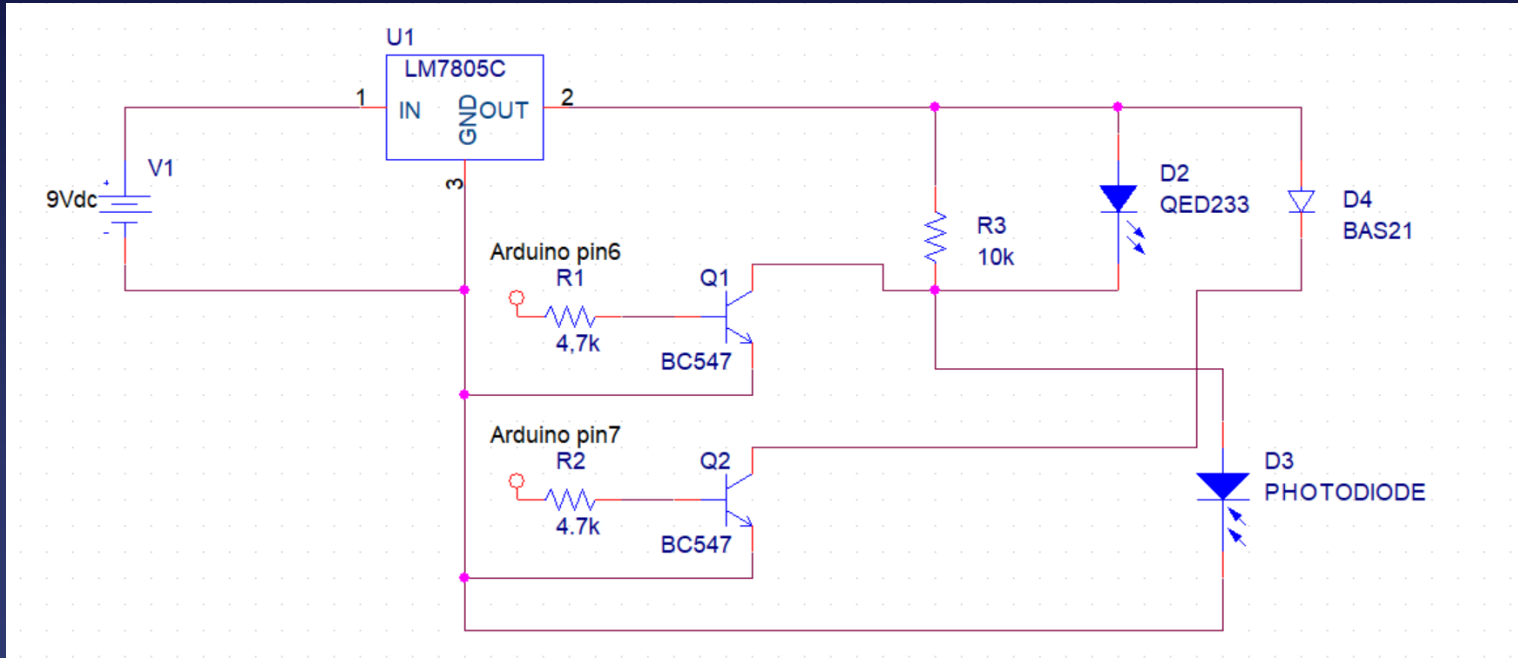 U1
LM7805C
1
IN
GND
OUT
2
3
V1
+
9Vdc
-
D2
QED233
D4
BAS21
R3
10k
Arduino pin6
R1
4,7k
Q1
BC547
Arduino pin7
R2
4.7k
Q2
BC547
D3
PHOTODIODE